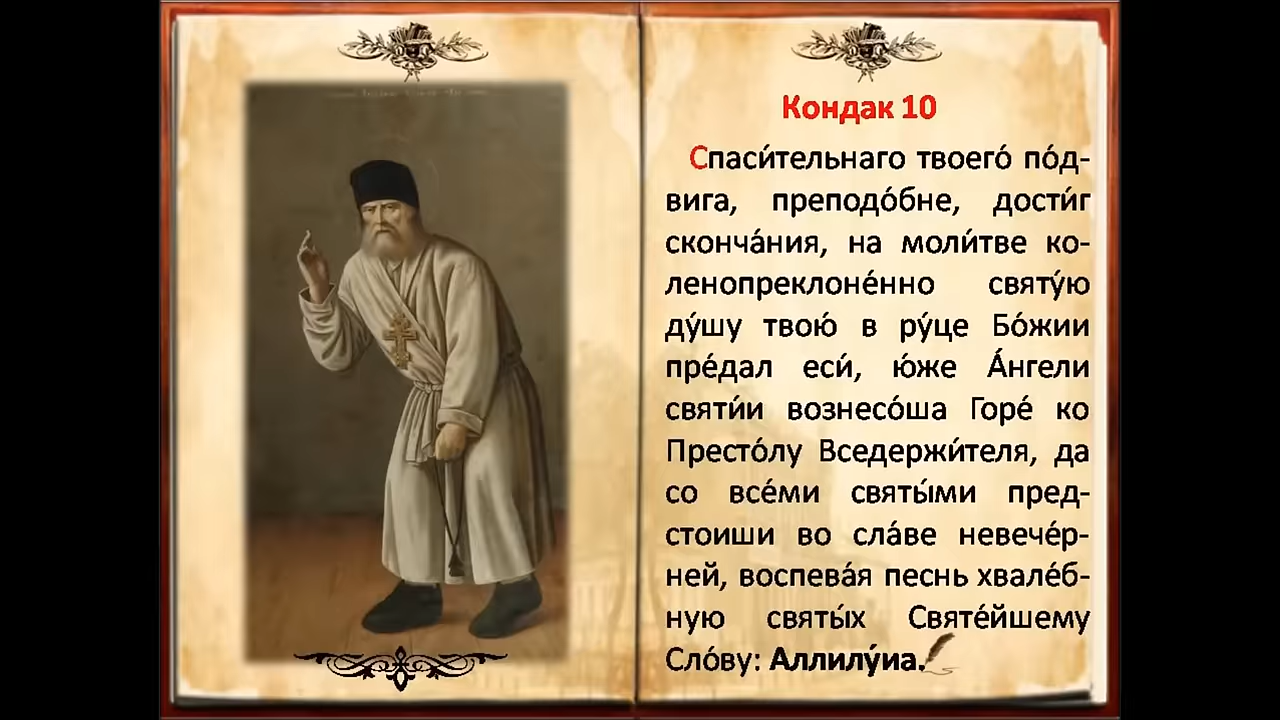 Кондак 10
Спаси́тельнаго твоего́ по́д-
вига, преподо́бне, дости́г
сконча́ния, на моли́тве ко-
ленопреклоне́нно святу́ю
ду́шу твою́ в ру́це Бо́жии
пре́дал еси́, ю́же А́нгели
святи́и вознесо́ша Горе́ ко
Престо́лу Вседержи́теля, да
со все́ми святы́ми пред-
стоиши во сла́ве невече́р-
ней, воспева́я песнь хвале́б-
ную святы́х Святе́йшему
Сло́ву: Аллилу́иа.